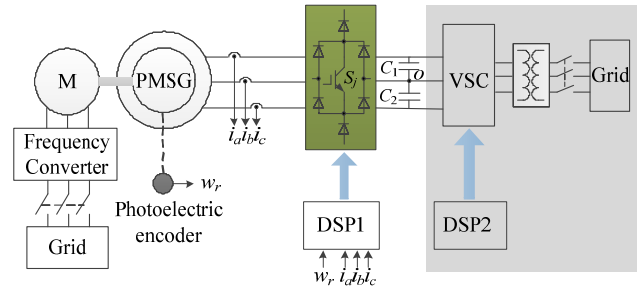 M
PMSG
Frequency
Converter
Grid
i_a i_b i_c
w_r
Photoelectric
encoder
S_j
C_1
o
C_2
VSC
Grid
DSP1
w_r i_a i_b i_c
DSP2